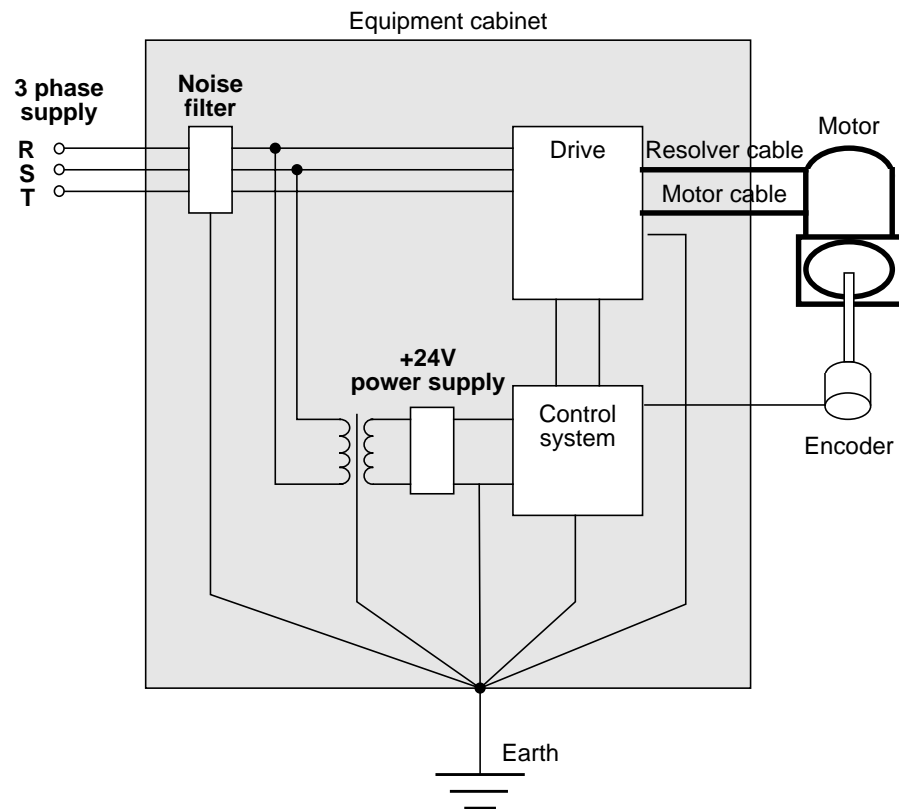 Equipment cabinet
3 phase
supply
Noise
filter
R
S
T
Drive
Resolver cable
Motor cable
Motor
+24V
power supply
Control
system
Encoder
Earth